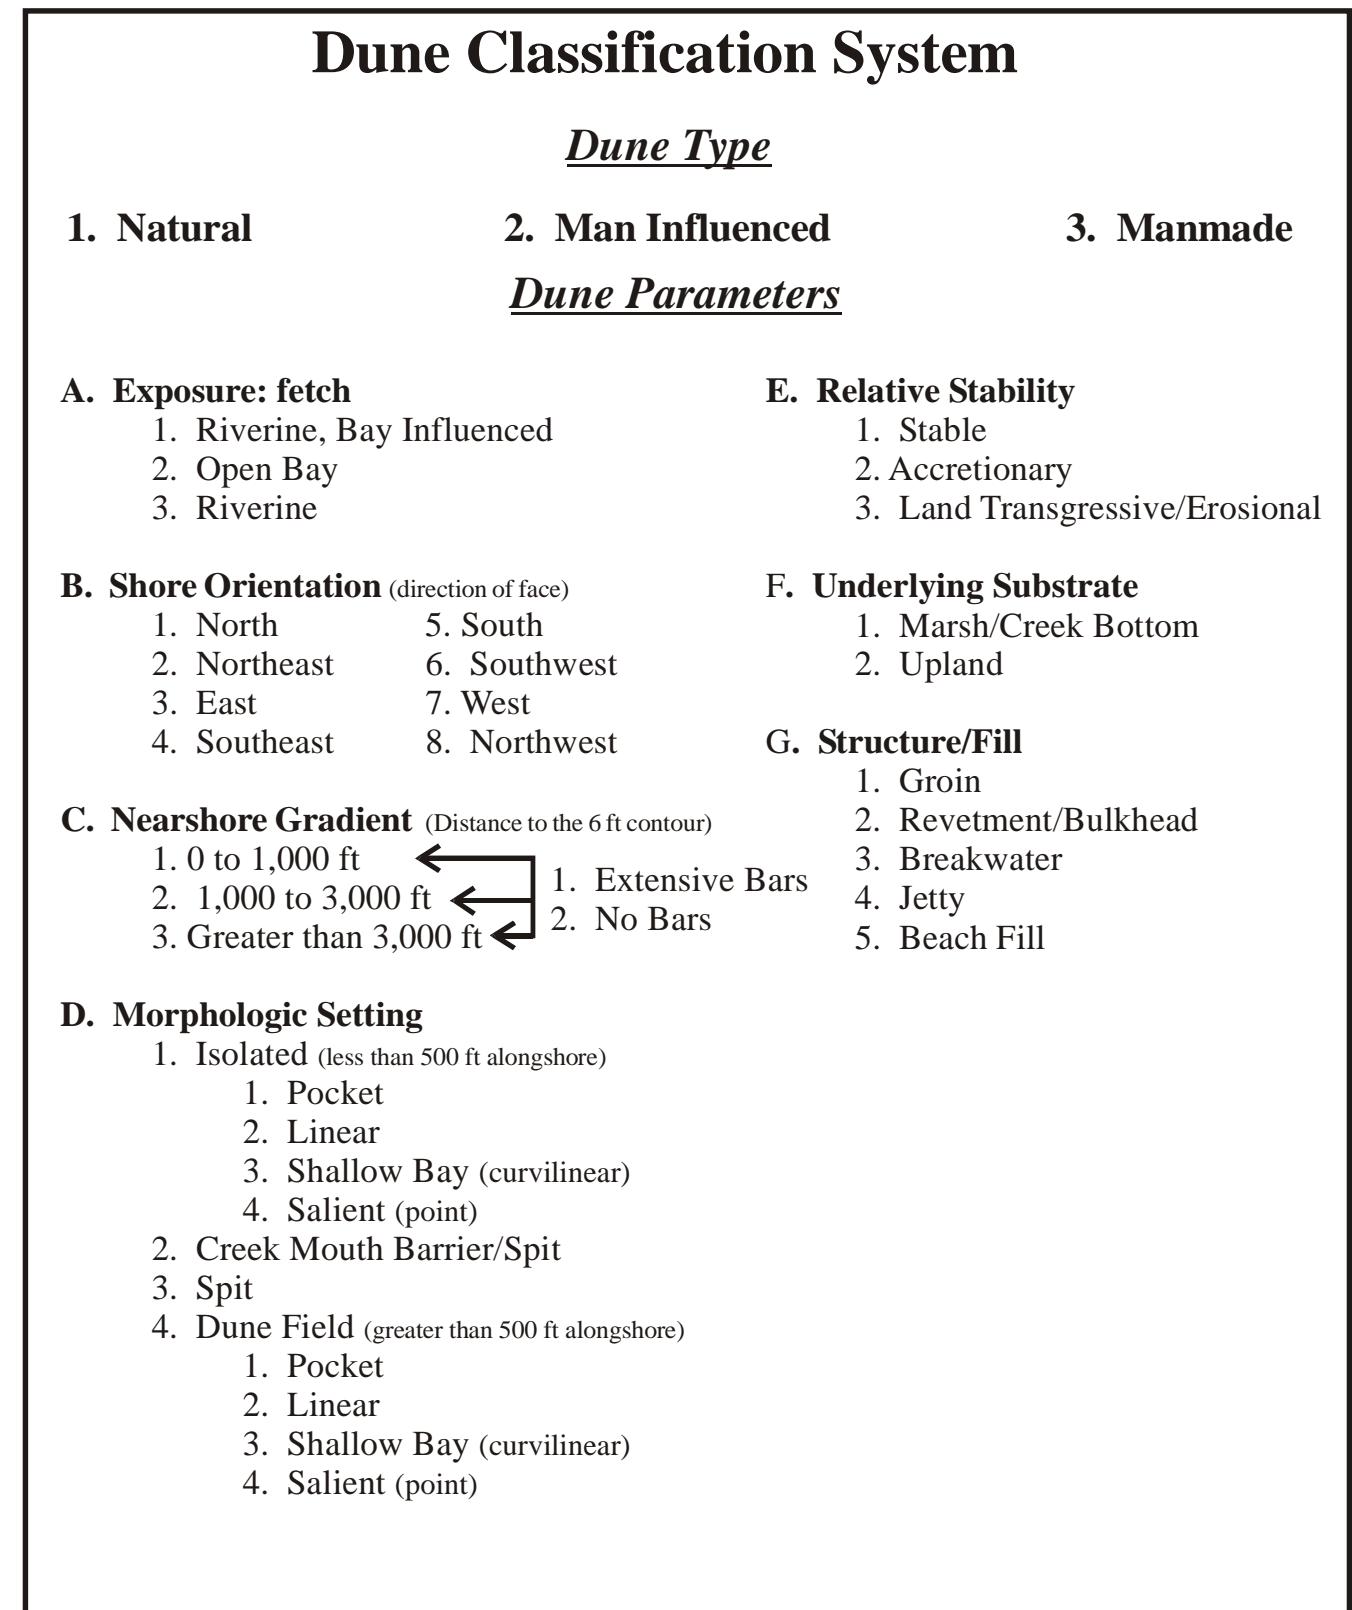 Dune Classification System
Dune Type
1. Natural 2. Man Influenced 3. Manmade
Dune Parameters
A. Exposure: fetch
1. Riverine, Bay Influenced
2. Open Bay
3. Riverine
B. Shore Orientation (direction of face)
1. North 5. South
2. Northeast 6. Southwest
3. East 7. West
4. Southeast 8. Northwest
C. Nearshore Gradient (Distance to the 6 ft contour)
1. 0 to 1,000 ft
2. 1,000 to 3,000 ft
3. Greater than 3,000 ft
1. Extensive Bars
2. No Bars
D. Morphologic Setting
1. Isolated (less than 500 ft alongshore)
1. Pocket
2. Linear
3. Shallow Bay (curvilinear)
4. Salient (point)
2. Creek Mouth Barrier/Spit
3. Spit
4. Dune Field (greater than 500 ft alongshore)
1. Pocket
2. Linear
3. Shallow Bay (curvilinear)
4. Salient (point)
E. Relative Stability
1. Stable
2. Accretionary
3. Land Transgressive/Erosional
F. Underlying Substrate
1. Marsh/Creek Bottom
2. Upland
G. Structure/Fill
1. Groin
2. Revetment/Bulkhead
3. Breakwater
4. Jetty
5. Beach Fill